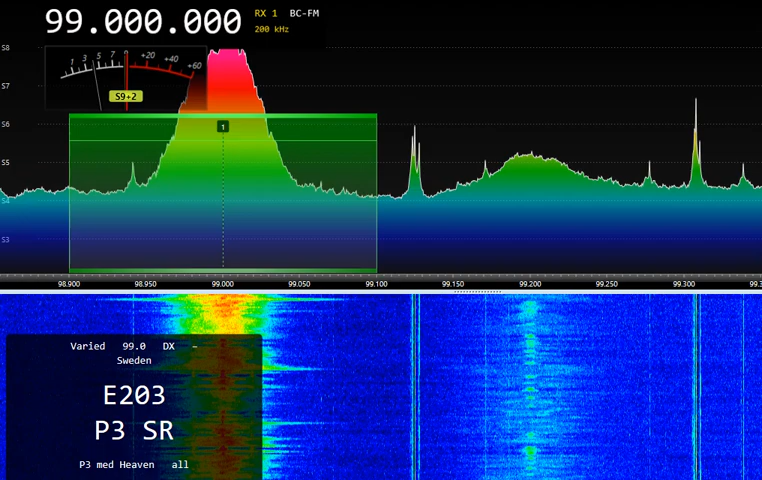 99.000.000
RX 1 BC-FM
200 kHz
S8
1 3 5 7 9 +20 +40 +60
S7
S9+2
S6
1
S5
S4
S3
98.900 98.950 99.000 99.050 99.100 99.150 99.200 99.250 99.300
Varied 99.0 DX –
Sweden
E203
P3 SR
P3 med Heaven all